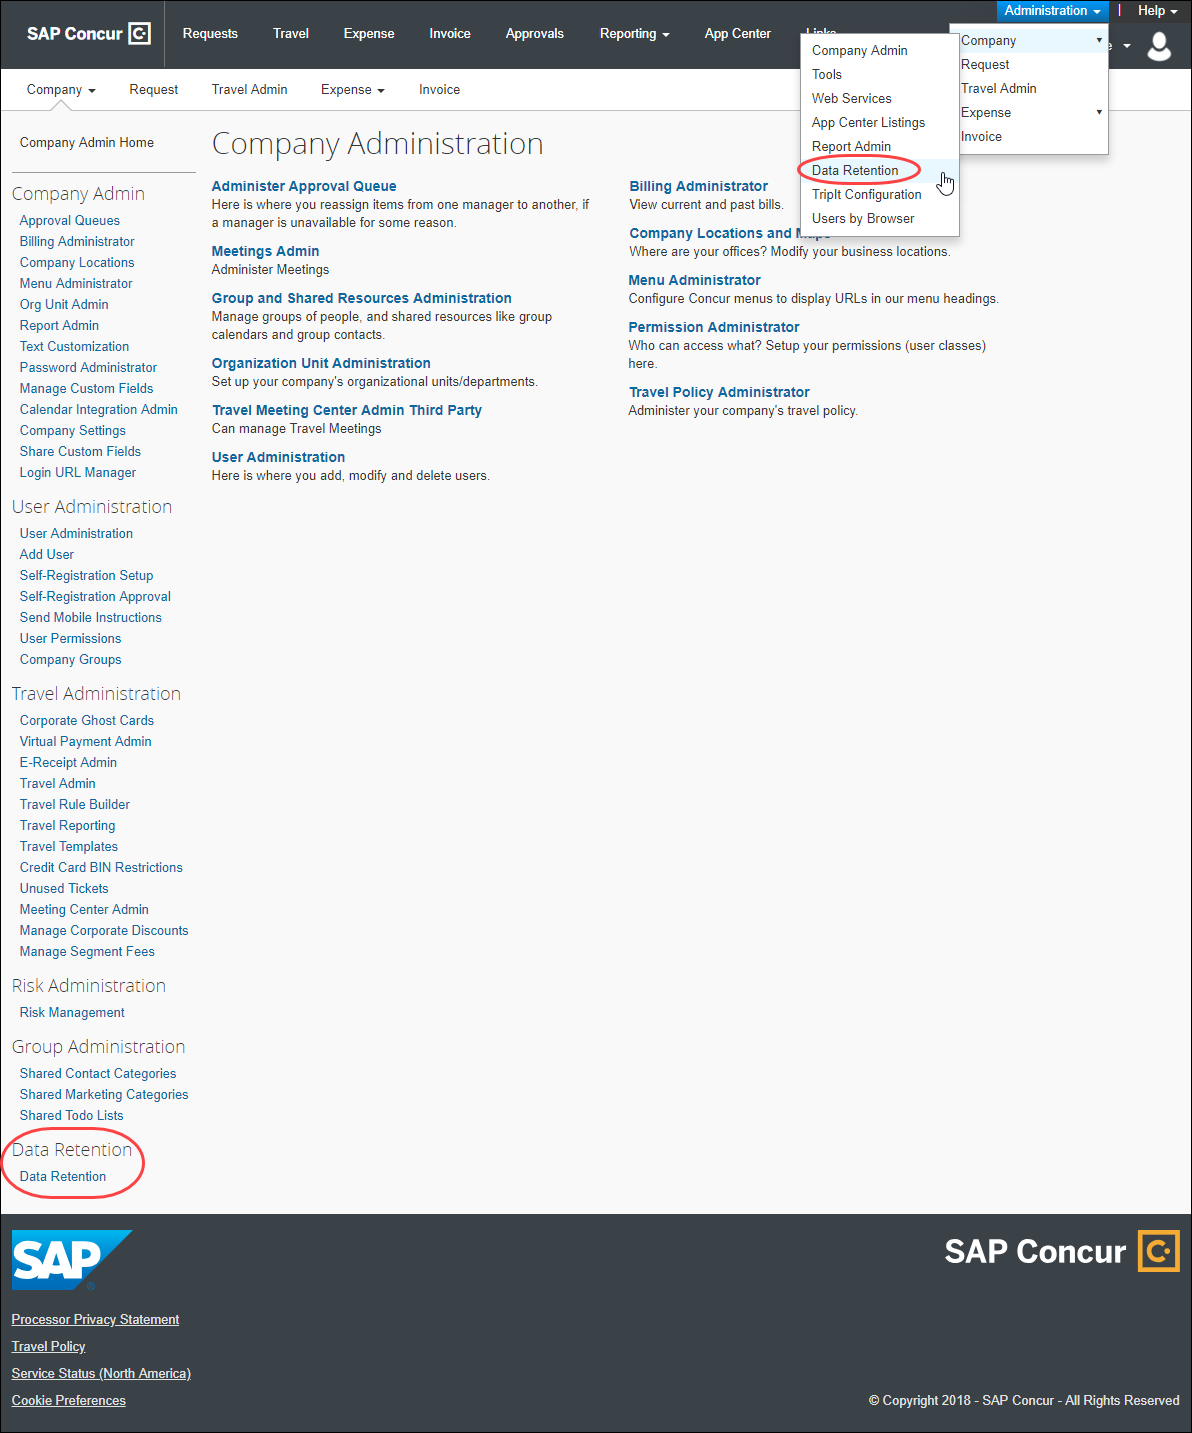 Administration
Help
SAP Concur
Requests
Travel
Expense
Invoice
Approvals
Reporting
App Center
Company
Request
Travel Admin
Expense
Invoice
Company Admin
Tools
Web Services
App Center Listings
Report Admin
Data Retention
TripIt Configuration
Users by Browser
Company
Request
Travel Admin
Expense
Invoice
Company Admin Home
Company Admin
Approval Queues
Billing Administrator
Company Locations
Menu Administrator
Org Unit Admin
Report Admin
Text Customization
Password Administrator
Manage Custom Fields
Calendar Integration Admin
Company Settings
Share Custom Fields
Login URL Manager
User Administration
User Administration
Add User
Self-Registration Setup
Self-Registration Approval
Send Mobile Instructions
User Permissions
Company Groups
Travel Administration
Corporate Ghost Cards
Virtual Payment Admin
E-Receipt Admin
Travel Admin
Travel Rule Builder
Travel Reporting
Travel Templates
Credit Card BIN Restrictions
Unused Tickets
Meeting Center Admin
Manage Corporate Discounts
Manage Segment Fees
Risk Administration
Risk Management
Group Administration
Shared Contact Categories
Shared Marketing Categories
Shared Todo Lists
Data Retention
Data Retention
Company Administration
Administer Approval Queue
Here is where you reassign items from one manager to another, if
a manager is unavailable for some reason.
Meetings Admin
Administer Meetings
Group and Shared Resources Administration
Manage groups of people, and shared resources like group
calendars and group contacts.
Organization Unit Administration
Set up your company's organizational units/departments.
Travel Meeting Center Admin Third Party
Can manage Travel Meetings
User Administration
Here is where you add, modify and delete users.
Billing Administrator
View current and past bills.
Company Locations and Maps
Where are your offices? Modify your business locations.
Menu Administrator
Configure Concur menus to display URLs in our menu headings.
Permission Administrator
Who can access what? Setup your permissions (user classes)
here.
Travel Policy Administrator
Administer your company's travel policy.
SAP
SAP Concur
Processor Privacy Statement
Travel Policy
Service Status (North America)
Cookie Preferences
© Copyright 2018 - SAP Concur - All Rights Reserved